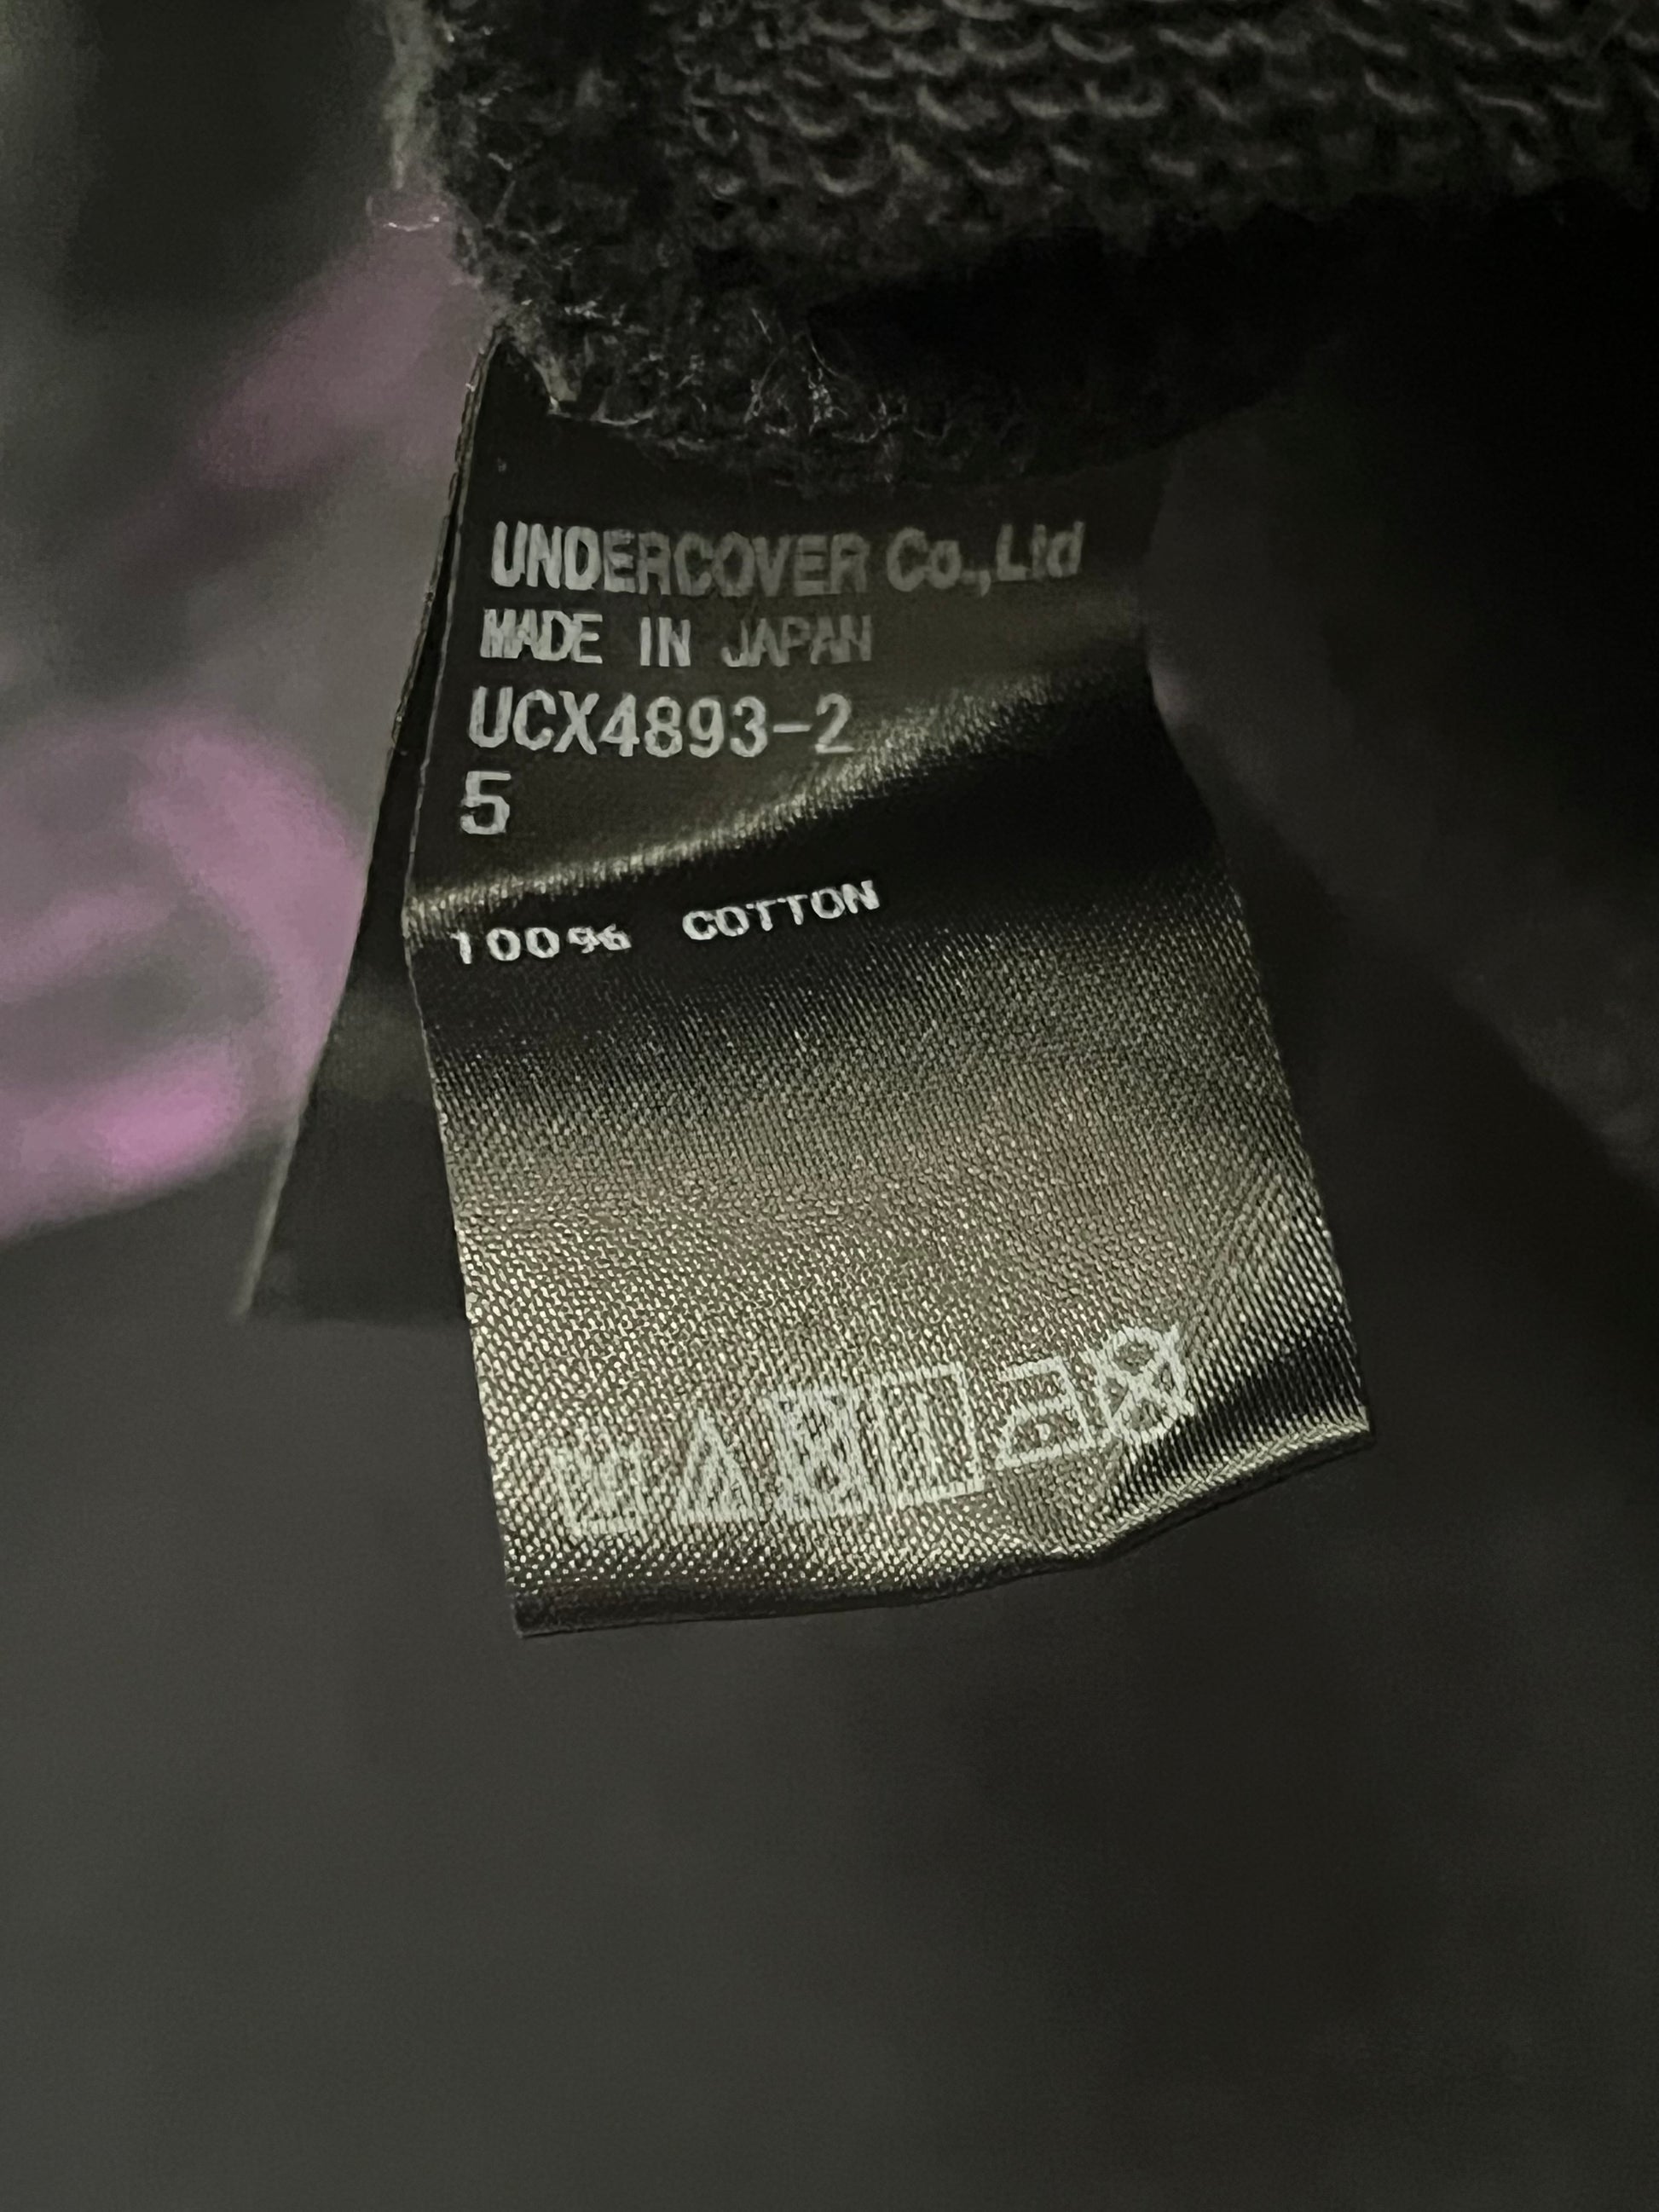 UNDERCOVER Co.,Ltd
MADE IN JAPAN
UCX4893-2
5
100% COTTON